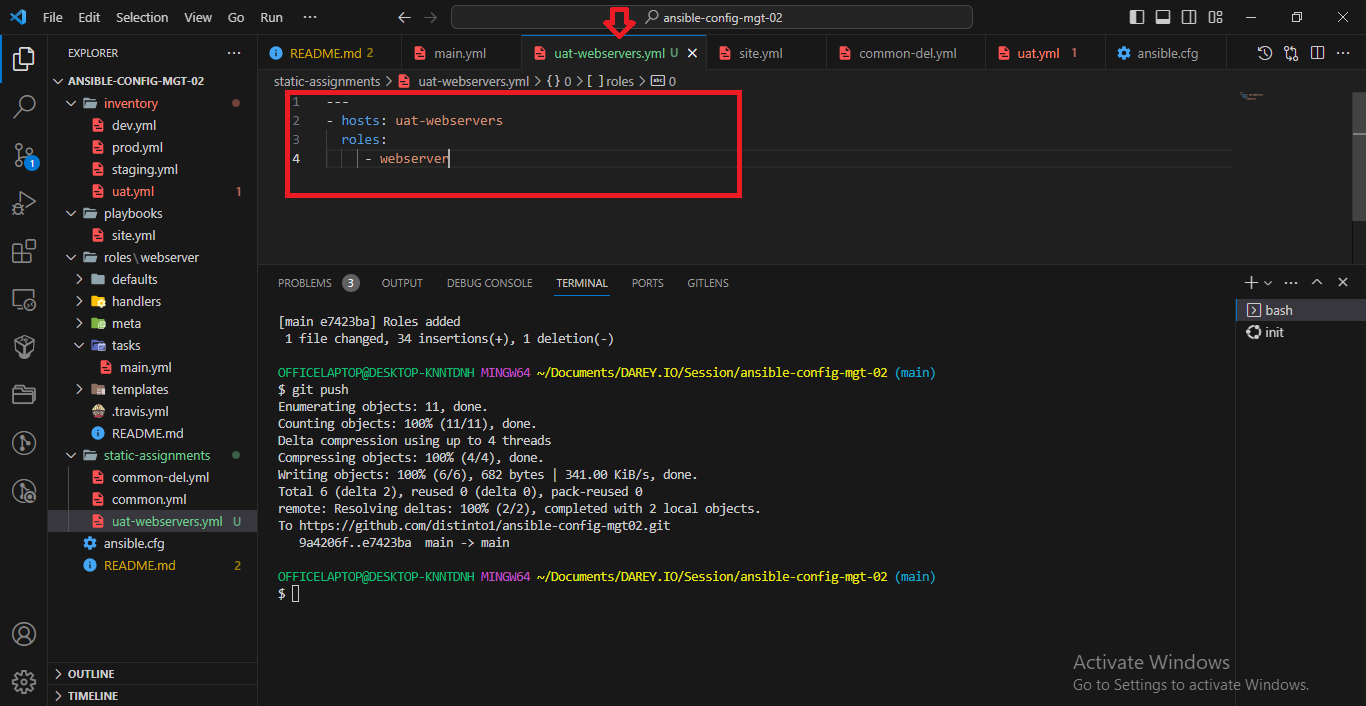 File Edit Selection View Go Run ··· ansible-config-mgt-02
EXPLORER ···
ANSIBLE-CONFIG-MGT-02
inventory
dev.yml
prod.yml
staging.yml
uat.yml 1
playbooks
site.yml
roles\webserver
defaults
handlers
meta
tasks
main.yml
templates
.travis.yml
README.md
static-assignments
common-del.yml
common.yml
uat-webservers.yml U
ansible.cfg
README.md 2
OUTLINE
TIMELINE
1
README.md 2 main.yml uat-webservers.yml U site.yml common-del.yml uat.yml 1 ansible.cfg
static-assignments > uat-webservers.yml > { } 0 > [ ] roles > abc 0
1 ---
2 - hosts: uat-webservers
3 roles:
4 - webserver
PROBLEMS 3 OUTPUT DEBUG CONSOLE TERMINAL PORTS GITLENS
[main e7423ba] Roles added
1 file changed, 34 insertions(+), 1 deletion(-)
OFFICELAPTOP@DESKTOP-KNNTDNH MINGW64 ~/Documents/DAREY.IO/Session/ansible-config-mgt-02 (main)
$ git push
Enumerating objects: 11, done.
Counting objects: 100% (11/11), done.
Delta compression using up to 4 threads
Compressing objects: 100% (4/4), done.
Writing objects: 100% (6/6), 682 bytes | 341.00 KiB/s, done.
Total 6 (delta 2), reused 0 (delta 0), pack-reused 0
remote: Resolving deltas: 100% (2/2), completed with 2 local objects.
To https://github.com/distinto1/ansible-config-mgt02.git
9a4206f..e7423ba main -> main
OFFICELAPTOP@DESKTOP-KNNTDNH MINGW64 ~/Documents/DAREY.IO/Session/ansible-config-mgt-02 (main)
$
bash
init
Activate Windows
Go to Settings to activate Windows.